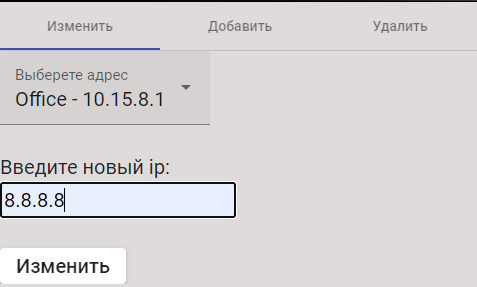 Изменить Добавить Удалить
Выберете адрес
Office - 10.15.8.1
Введите новый ip:
8.8.8.8
Изменить